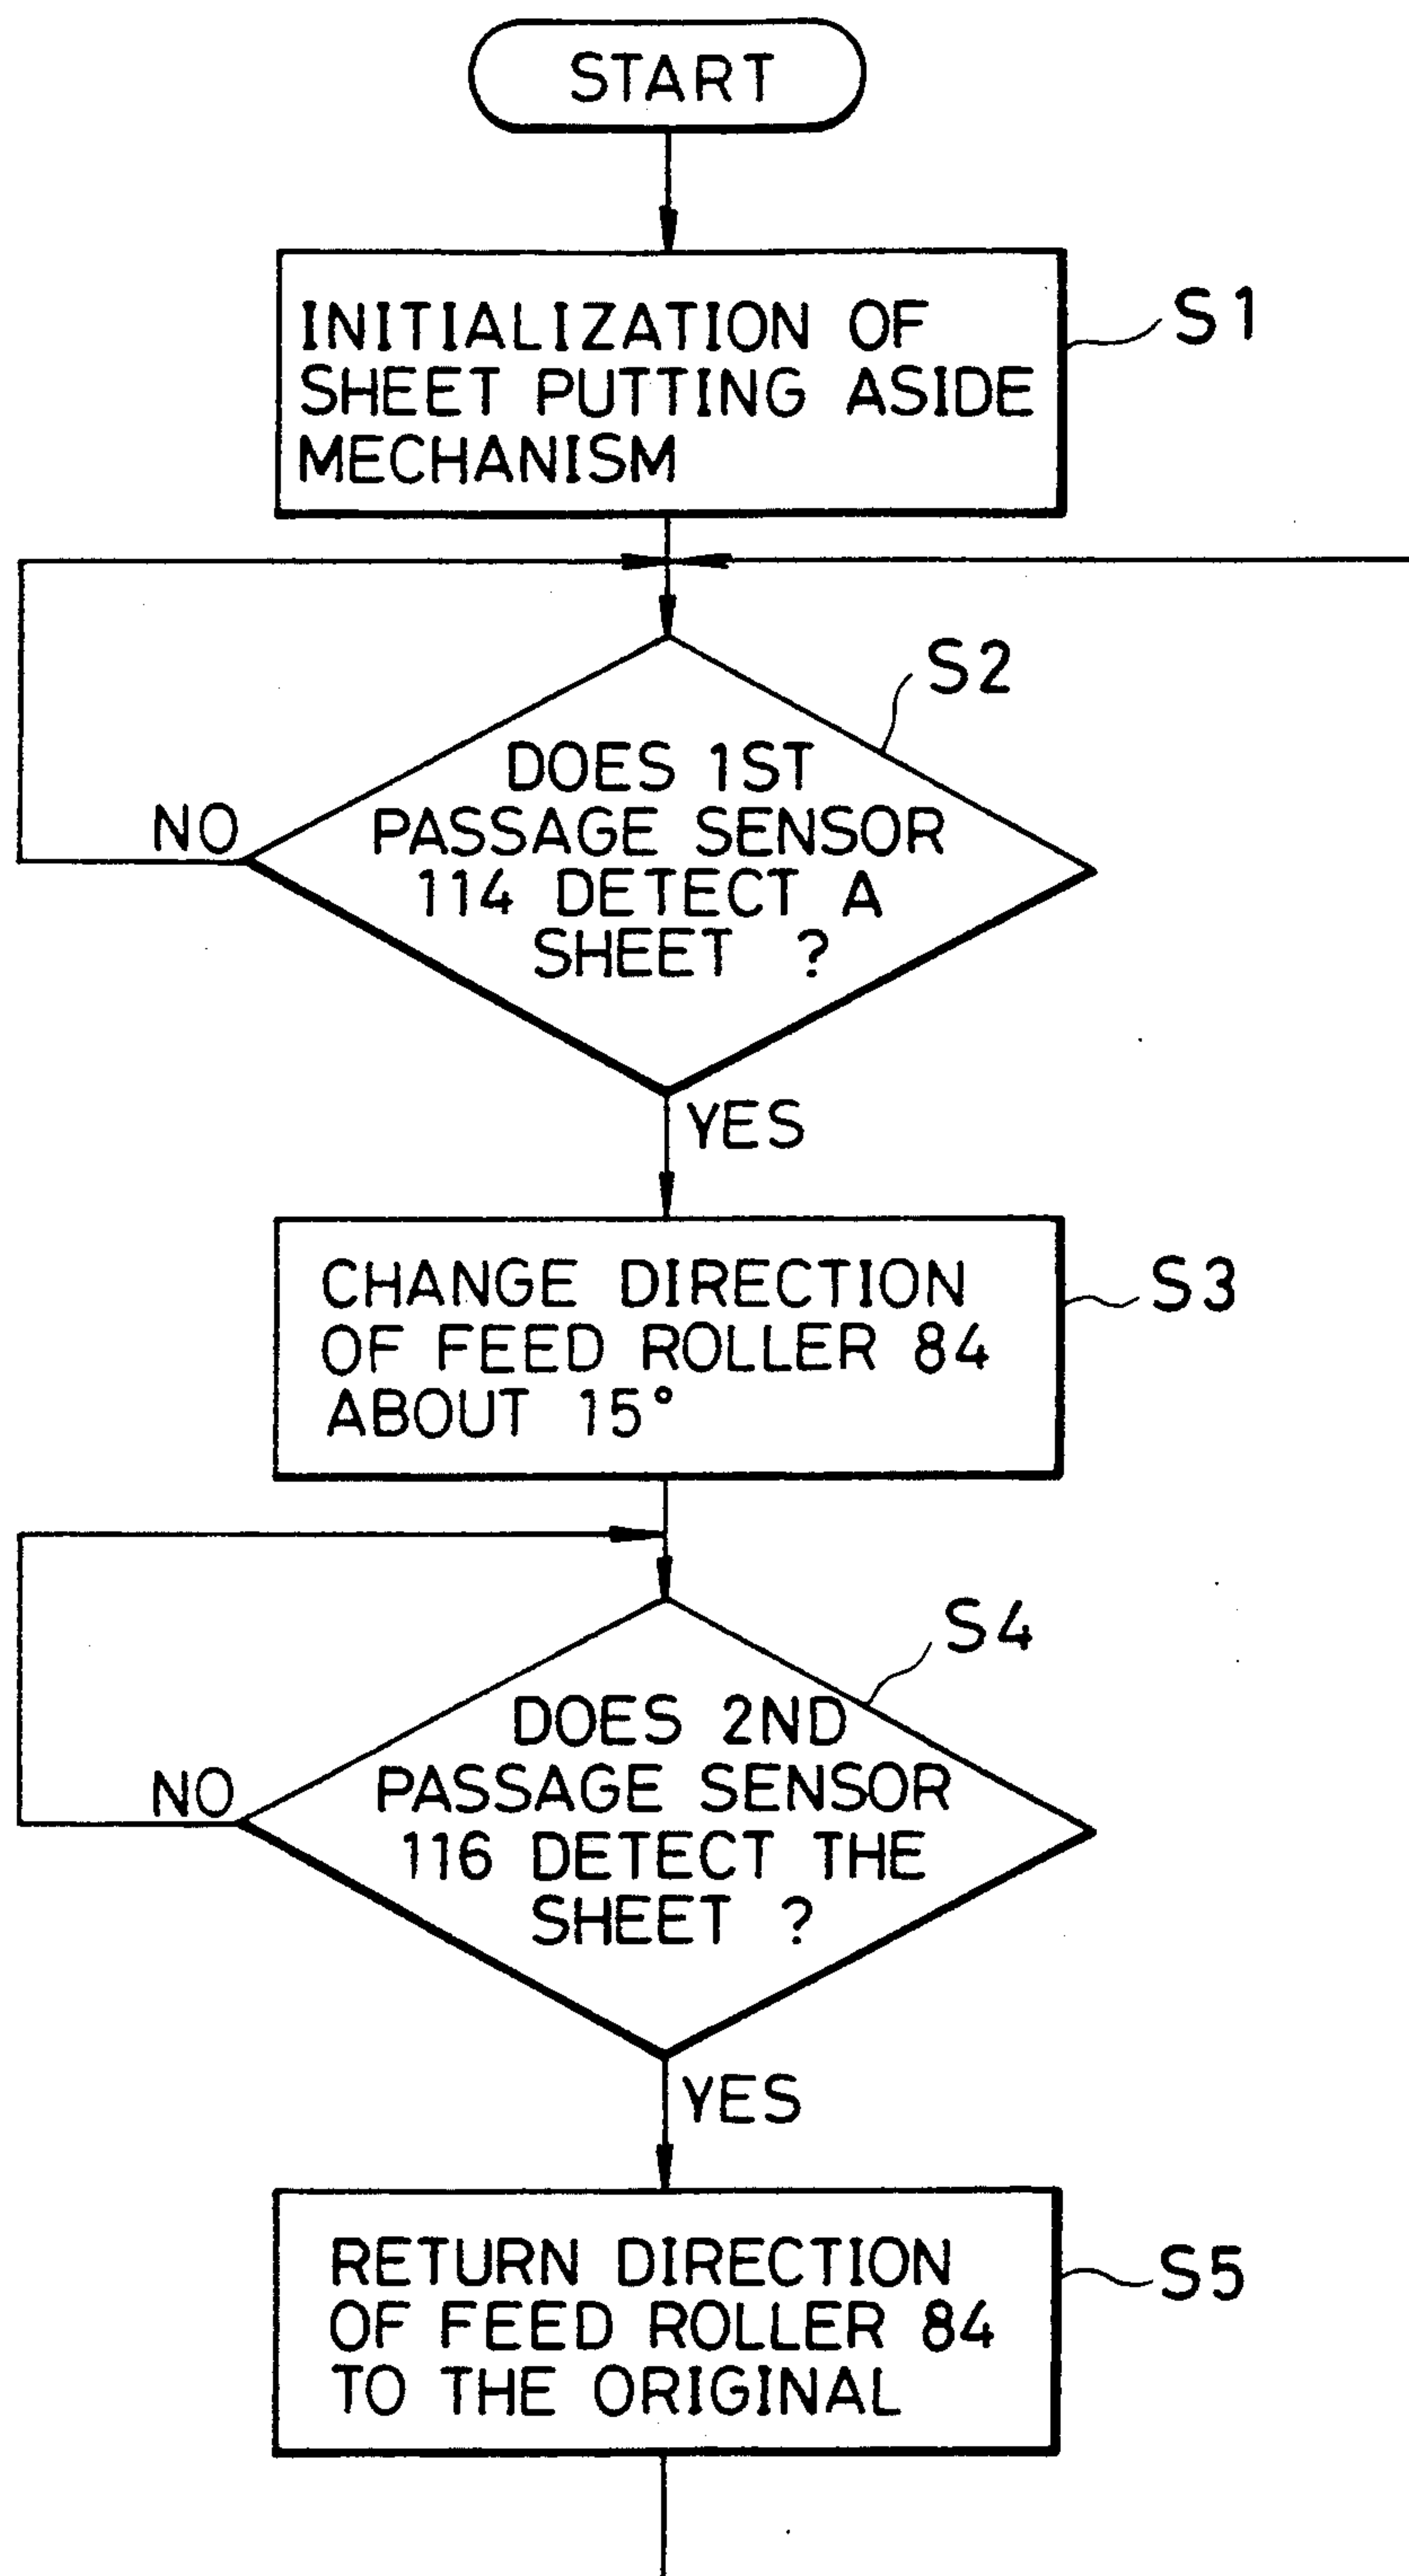 START
INITIALIZATION OF
SHEET PUTTING ASIDE
MECHANISM
S1
S2
DOES 1ST
PASSAGE SENSOR
114 DETECT A
SHEET ?
NO
YES
CHANGE DIRECTION
OF FEED ROLLER 84
ABOUT 15°
S3
S4
DOES 2ND
PASSAGE SENSOR
116 DETECT THE
SHEET ?
NO
YES
RETURN DIRECTION
OF FEED ROLLER 84
TO THE ORIGINAL
S5